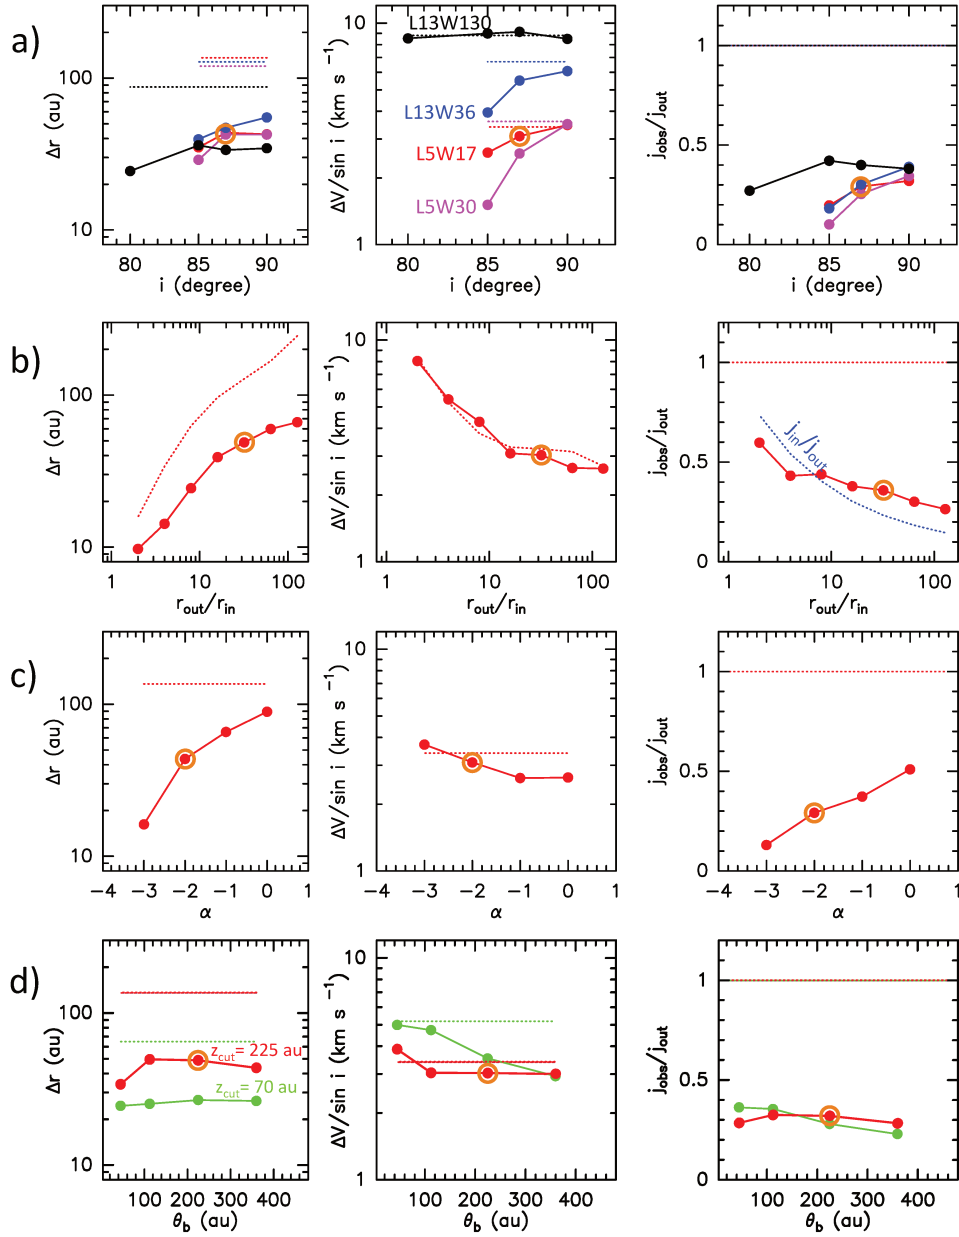 a)
Δr (au)
100
10
80 85 90
i (degree)
ΔV/sin i (km s⁻¹)
10
1
L13W130
L13W36
L5W17
L5W30
80 85 90
i (degree)
j_obs/j_out
1
0.5
0
80 85 90
i (degree)
b)
Δr (au)
100
10
1 10 100
r_out/r_in
ΔV/sin i (km s⁻¹)
10
1
1 10 100
r_out/r_in
j_obs/j_out
1
0.5
0
j_in/j_out
1 10 100
r_out/r_in
c)
Δr (au)
100
10
−4 −3 −2 −1 0 1
α
ΔV/sin i (km s⁻¹)
10
1
−4 −3 −2 −1 0 1
α
j_obs/j_out
1
0.5
0
−4 −3 −2 −1 0 1
α
d)
Δr (au)
100
10
z_cut= 225 au
z_cut= 70 au
100 200 300 400
θ_b (au)
ΔV/sin i (km s⁻¹)
10
1
100 200 300 400
θ_b (au)
j_obs/j_out
1
0.5
0
100 200 300 400
θ_b (au)